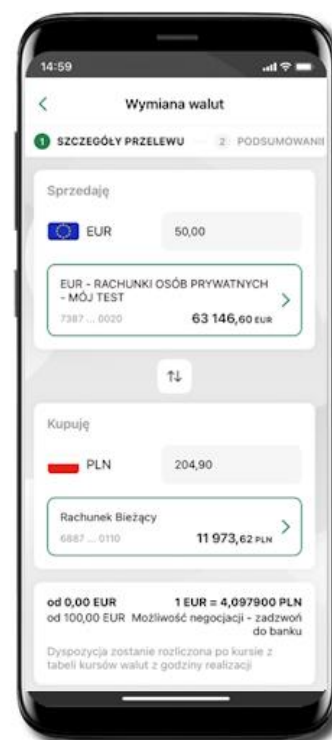 14:59
Wymiana walut
1 SZCZEGÓŁY PRZELEWU 2 PODSUMOWANIE
Sprzedaję
EUR 50,00
EUR - RACHUNKI OSÓB PRYWATNYCH
- MÓJ TEST
7387 ... 0020 63 146,60 EUR
Kupuję
PLN 204,90
Rachunek Bieżący
6887 ... 0110 11 973,62 PLN
od 0,00 EUR 1 EUR = 4,097900 PLN
od 100,00 EUR Możliwość negocjacji - zadzwoń
do banku
Dyspozycja zostanie rozliczona po kursie z
tabeli kursów walut z godziny realizacji